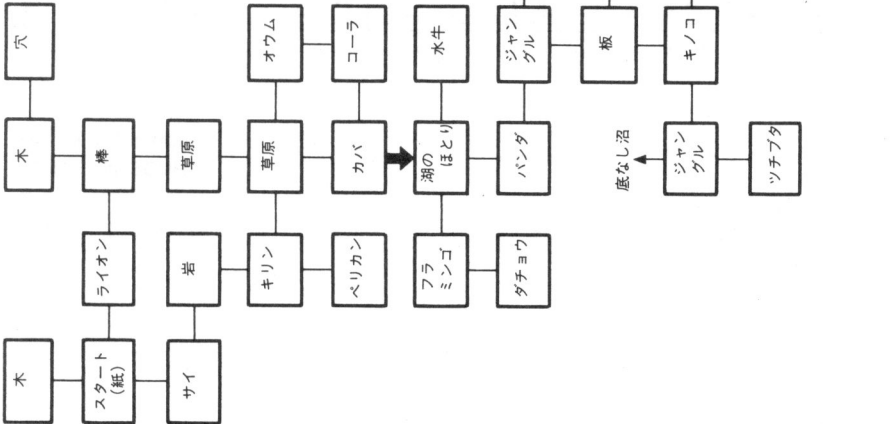 木
木
穴
スタート
(紙)
ライオン
棒
サイ
岩
草原
キリン
草原
オウム
ペリカン
カバ
コーラ
フラ
ミンゴ
湖の
ほとり
水牛
ダチョウ
パンダ
ジャン
グル
底なし沼
板
ジャン
グル
キノコ
ツチブタ